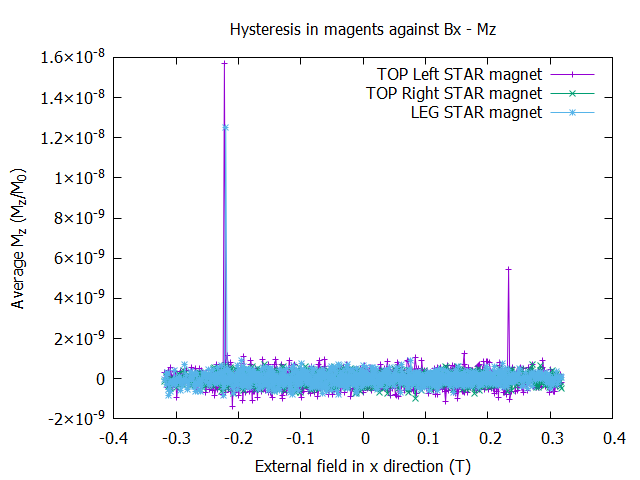 Hysteresis in magents against Bx - Mz
TOP Left STAR magnet
TOP Right STAR magnet
LEG STAR magnet
Average M_z (M_z/M_0)
1.6×10^-8
1.4×10^-8
1.2×10^-8
1×10^-8
8×10^-9
6×10^-9
4×10^-9
2×10^-9
0
-2×10^-9
-0.4 -0.3 -0.2 -0.1 0 0.1 0.2 0.3 0.4
External field in x direction (T)